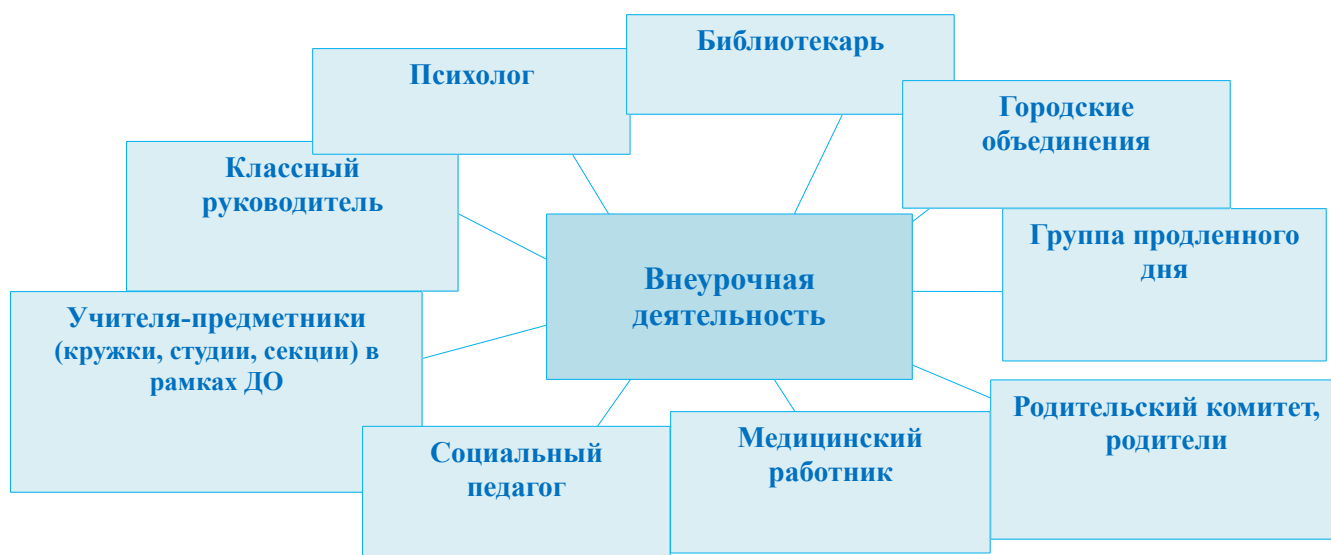 Библиотекарь
Психолог
Городские
объединения
Классный
руководитель
Группа продленного
дня
Внеурочная
деятельность
Учителя-предметники
(кружки, студии, секции) в
рамках ДО
Родительский комитет,
родители
Медицинский
работник
Социальный
педагог